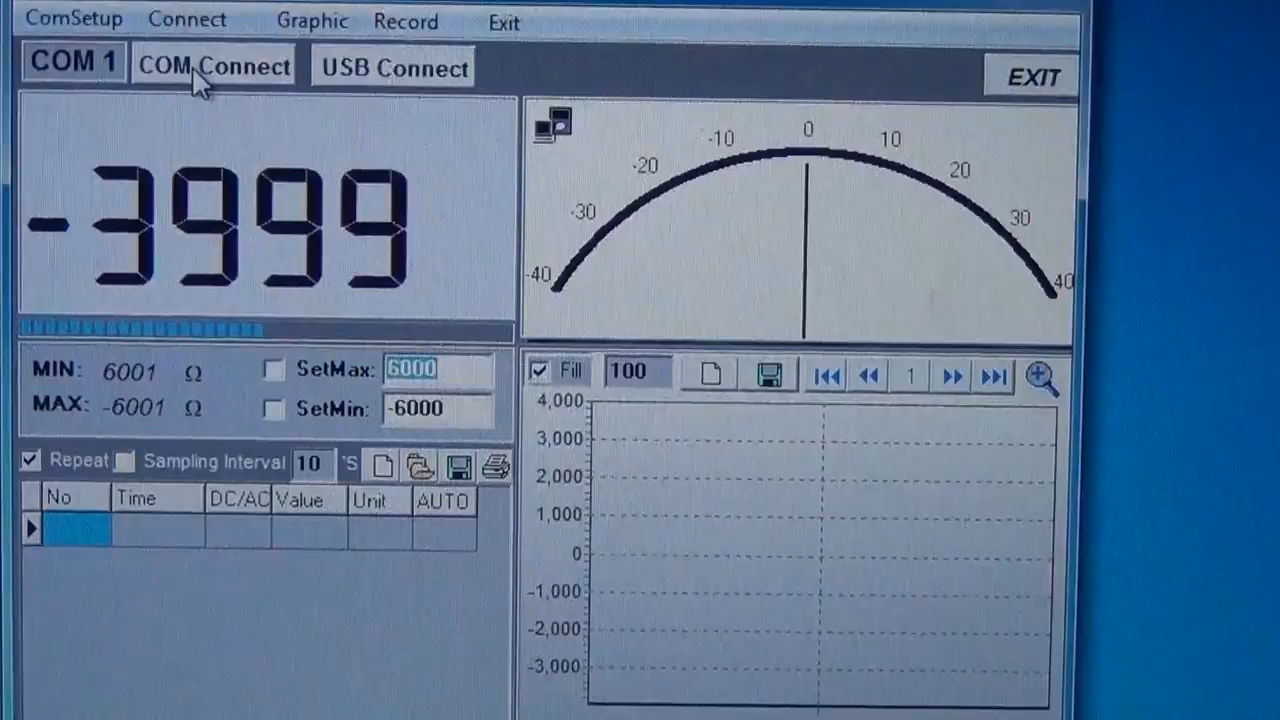 ComSetup Connect Graphic Record Exit
COM 1 COM Connect USB Connect EXIT
-3999
-40 -30 -20 -10 0 10 20 30 40
MIN: 6001 Ω SetMax: 6000
MAX: -6001 Ω SetMin: -6000
Repeat Sampling Interval 10 'S
No Time DC/AC Value Unit AUTO
Fill 100 1
4,000
3,000
2,000
1,000
0
-1,000
-2,000
-3,000